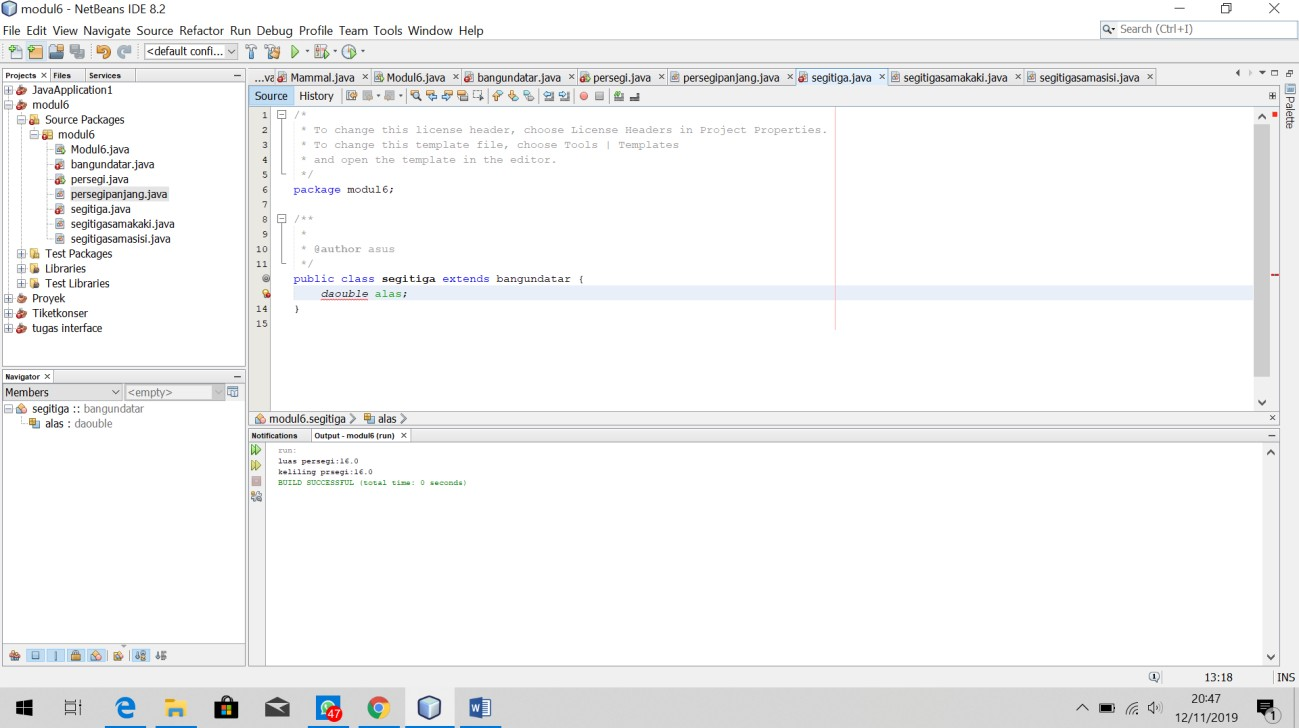 modul6 - NetBeans IDE 8.2
File Edit View Navigate Source Refactor Run Debug Profile Team Tools Window Help
Search (Ctrl+I)
<default confi...
Projects Files Services
JavaApplication1
modul6
Source Packages
modul6
Modul6.java
bangundatar.java
persegi.java
persegipanjang.java
segitiga.java
segitigasamakaki.java
segitigasamasisi.java
Test Packages
Libraries
Test Libraries
Proyek
Tiketkonser
tugas interface
...va Mammal.java Modul6.java bangundatar.java persegi.java persegipanjang.java segitiga.java segitigasamakaki.java segitigasamasisi.java
Source History
Palette
1 /*
2 * To change this license header, choose License Headers in Project Properties.
3 * To change this template file, choose Tools | Templates
4 * and open the template in the editor.
5 */
6 package modul6;
7
8 /**
9 *
10 * @author asus
11 */
public class segitiga extends bangundatar {
daouble alas;
14 }
15
modul6.segitiga alas
Navigator
Members <empty>
segitiga :: bangundatar
alas : daouble
Notifications Output - modul6 (run)
run:
luas persegi:16.0
keliling prsegi:16.0
BUILD SUCCESSFUL (total time: 0 seconds)
1 13:18 INS
47
20:47
12/11/2019
1